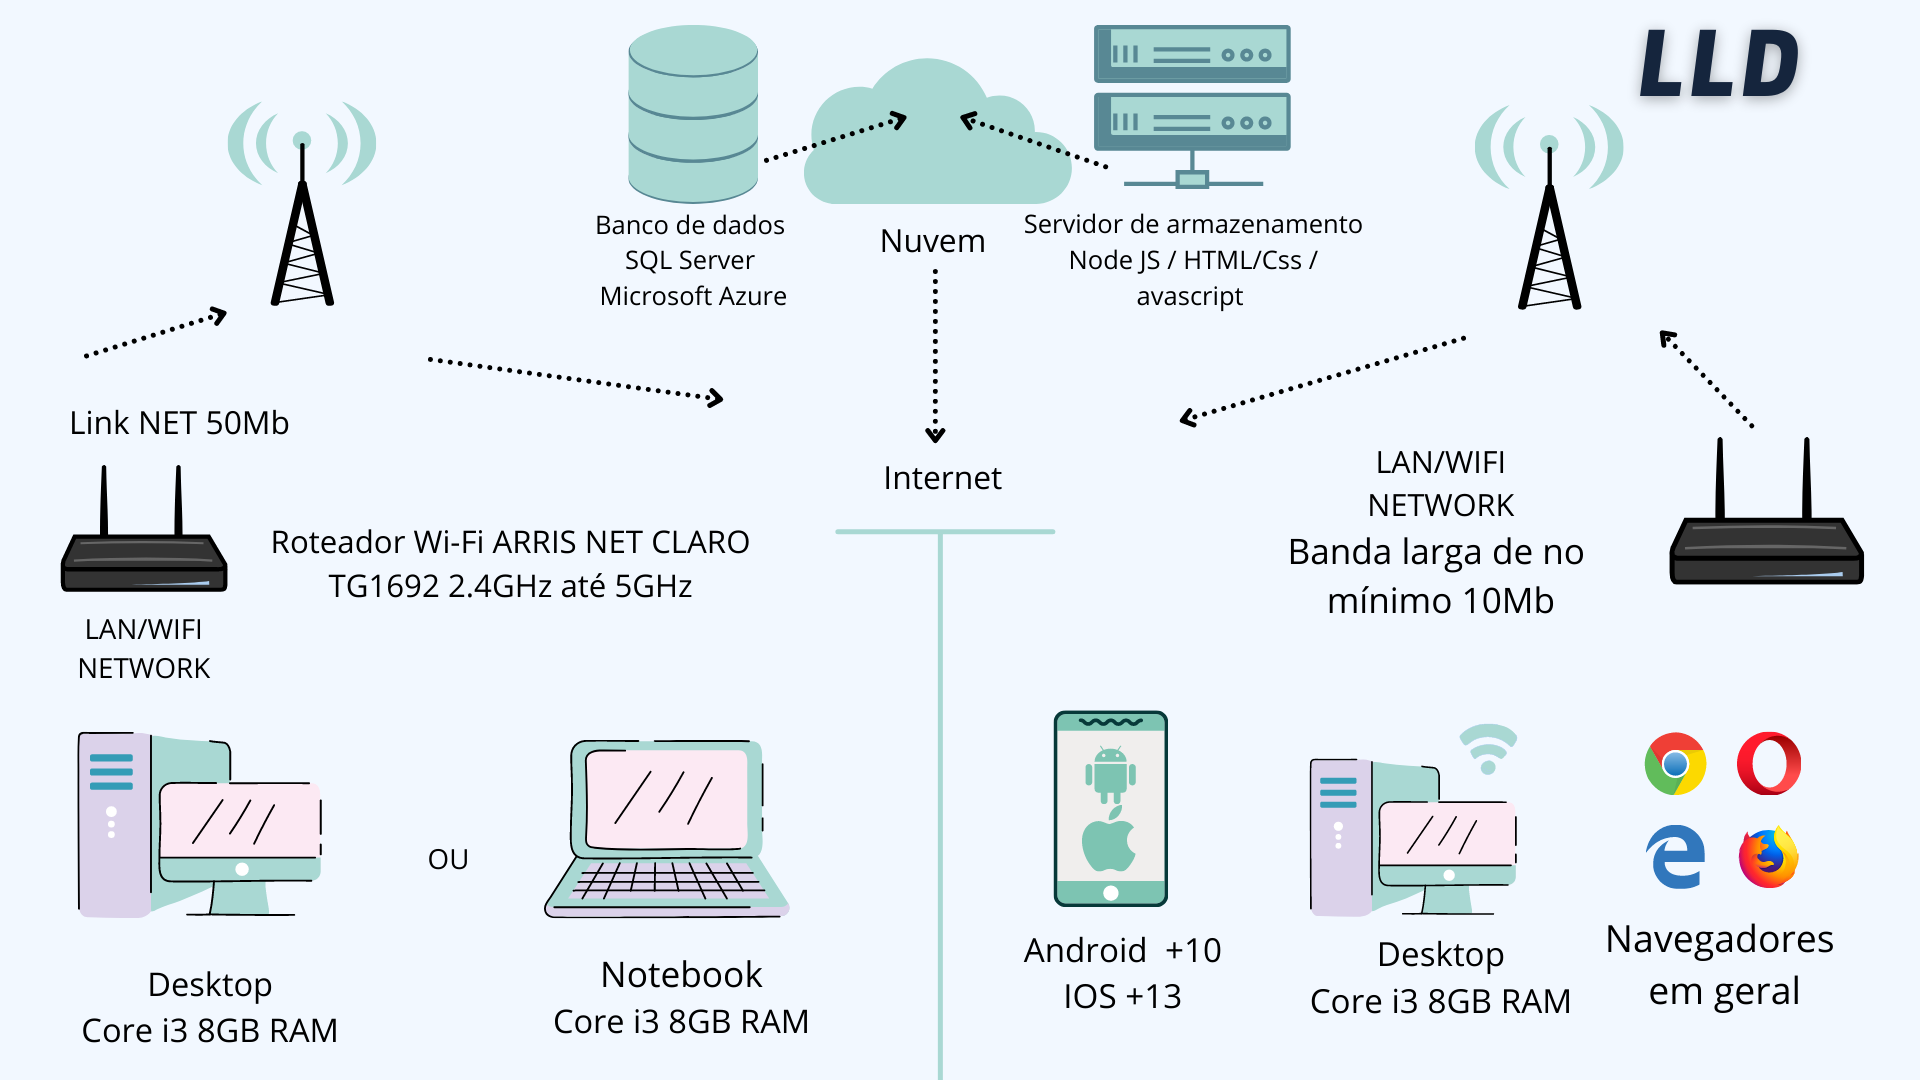 LLD
Banco de dados
SQL Server
Microsoft Azure
Nuvem
Servidor de armazenamento
Node JS / HTML/Css /
avascript
Link NET 50Mb
Internet
Roteador Wi-Fi ARRIS NET CLARO
TG1692 2.4GHz até 5GHz
LAN/WIFI
NETWORK
LAN/WIFI
NETWORK
Banda larga de no
mínimo 10Mb
Desktop
Core i3 8GB RAM
OU
Notebook
Core i3 8GB RAM
Android  +10
IOS +13
Desktop
Core i3 8GB RAM
Navegadores
em geral